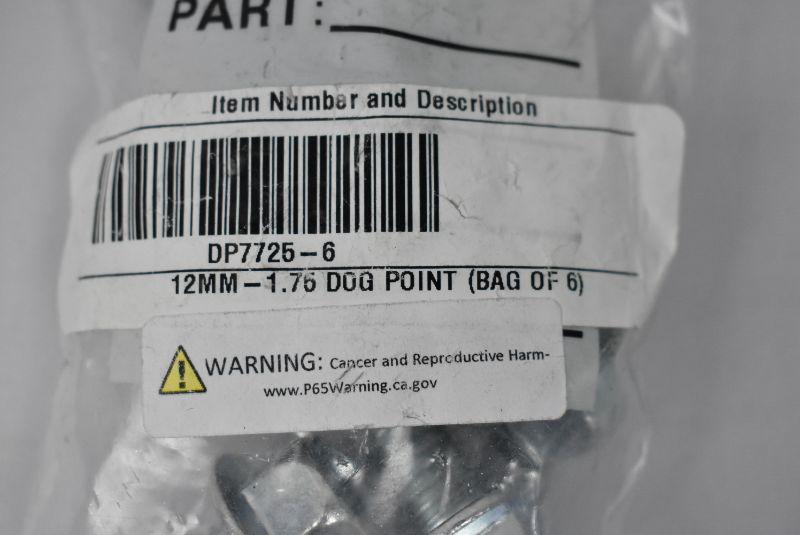 PART:
Item Number and Description
DP7725-6
12MM-1.75 DOG POINT (BAG OF 6)
WARNING: Cancer and Reproductive Harm-
www.P65Warning.ca.gov